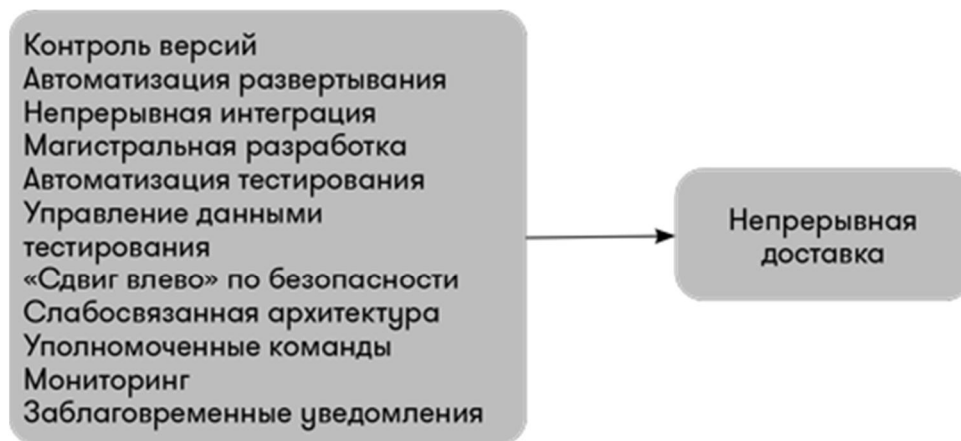 Контроль версий
Автоматизация развертывания
Непрерывная интеграция
Магистральная разработка
Автоматизация тестирования
Управление данными
тестирования
«Сдвиг влево» по безопасности
Слабосвязанная архитектура
Уполномоченные команды
Мониторинг
Заблаговременные уведомления
Непрерывная
доставка